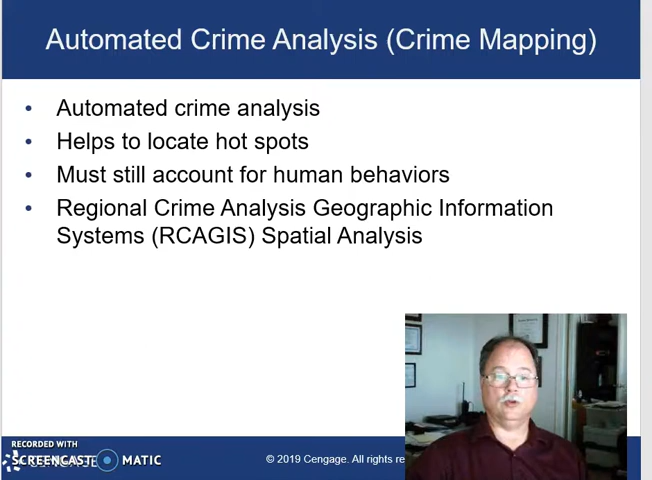 Automated Crime Analysis (Crime Mapping)
• Automated crime analysis
• Helps to locate hot spots
• Must still account for human behaviors
• Regional Crime Analysis Geographic Information
Systems (RCAGIS) Spatial Analysis
RECORDED WITH
SCREENCAST MATIC
© 2019 Cengage. All rights re